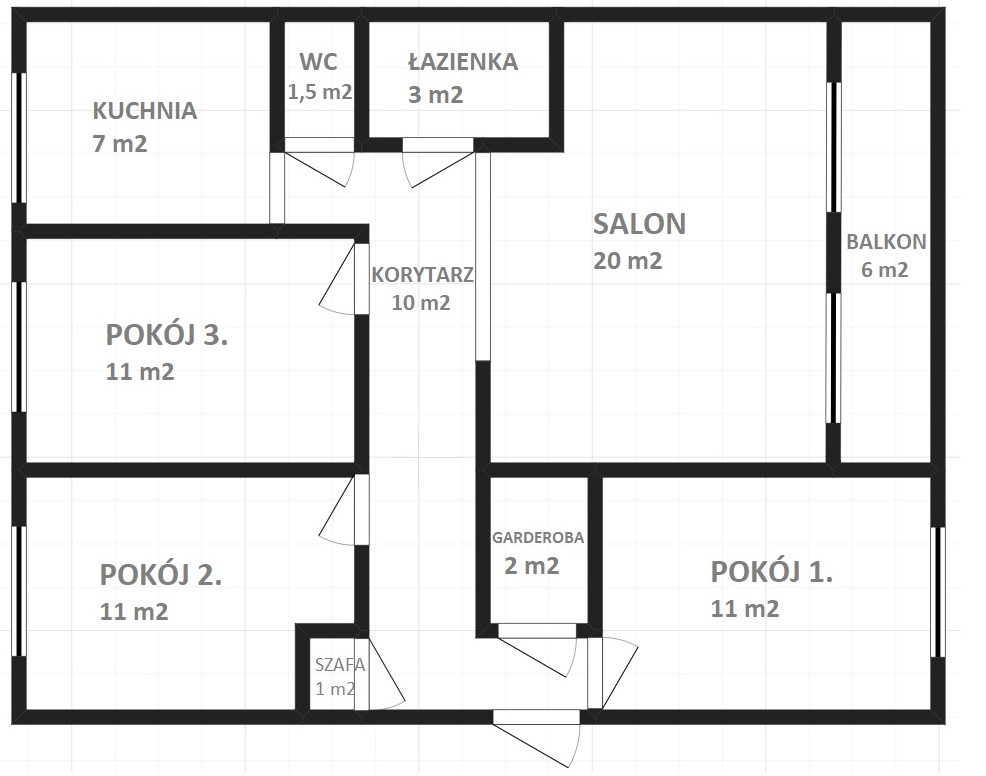 WC
1,5 m2
ŁAZIENKA
3 m2
KUCHNIA
7 m2
SALON
20 m2
BALKON
6 m2
KORYTARZ
10 m2
POKÓJ 3.
11 m2
GARDEROBA
2 m2
POKÓJ 2.
11 m2
POKÓJ 1.
11 m2
SZAFA
1 m2